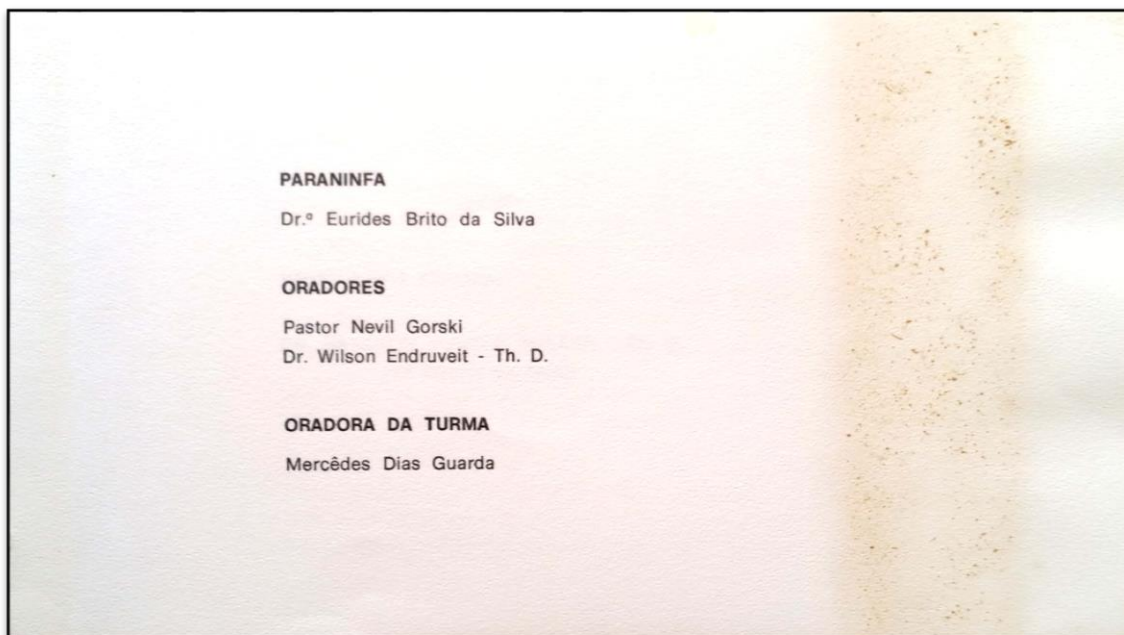 PARANINFA
Dr.ª Eurides Brito da Silva
ORADORES
Pastor Nevil Gorski
Dr. Wilson Endruveit - Th. D.
ORADORA DA TURMA
Mercêdes Dias Guarda